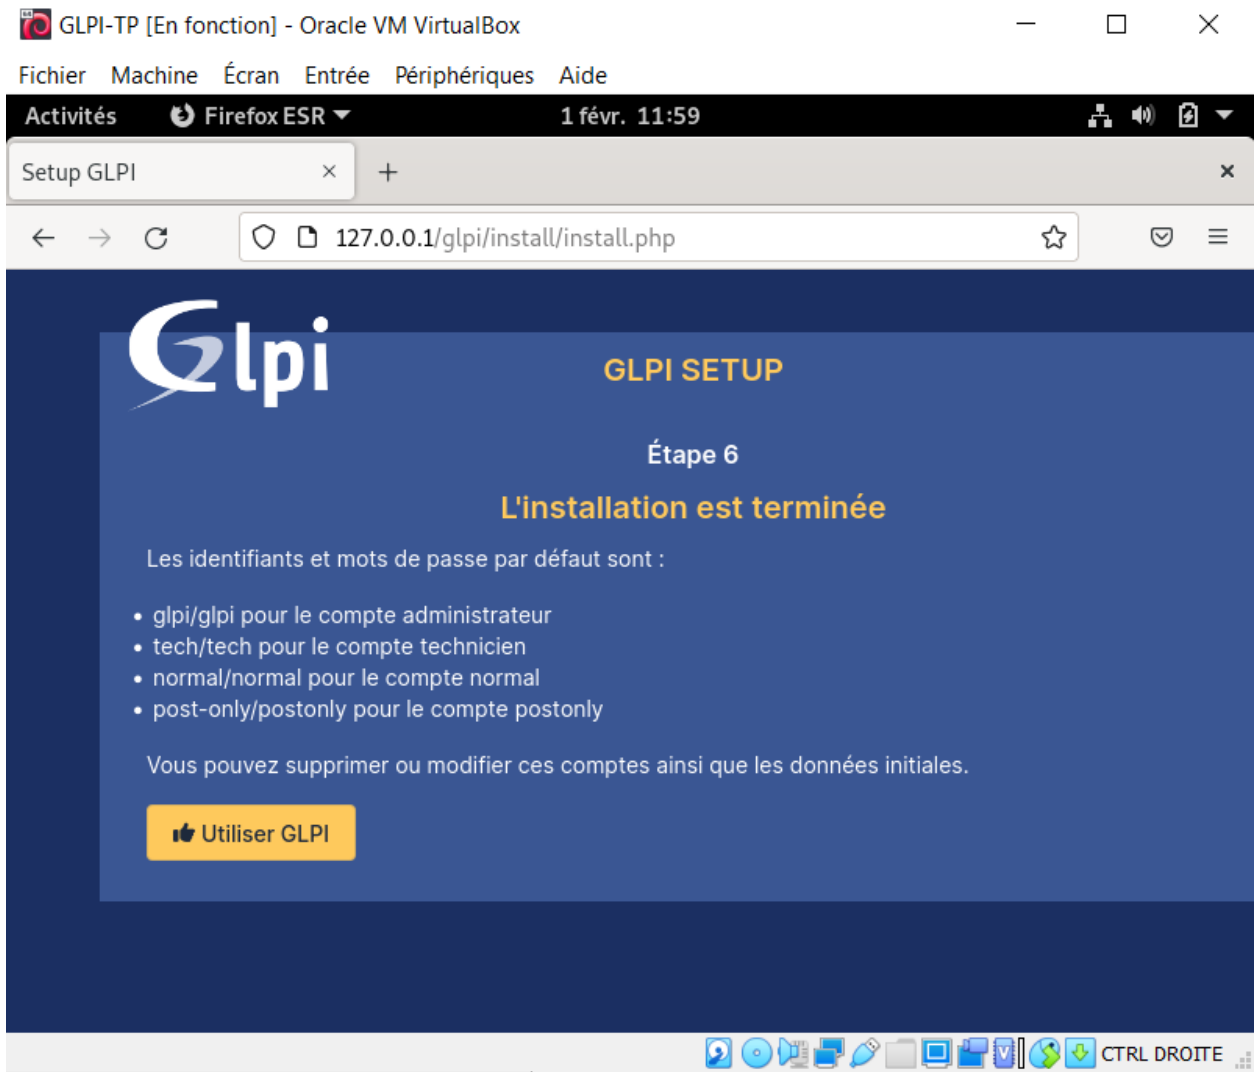 GLPI-TP [En fonction] - Oracle VM VirtualBox
Fichier Machine Écran Entrée Périphériques Aide
Activités Firefox ESR 1 févr. 11:59
Setup GLPI
127.0.0.1/glpi/install/install.php
Glpi
GLPI SETUP
Étape 6
L'installation est terminée
Les identifiants et mots de passe par défaut sont :
• glpi/glpi pour le compte administrateur
• tech/tech pour le compte technicien
• normal/normal pour le compte normal
• post-only/postonly pour le compte postonly
Vous pouvez supprimer ou modifier ces comptes ainsi que les données initiales.
Utiliser GLPI
CTRL DROITE